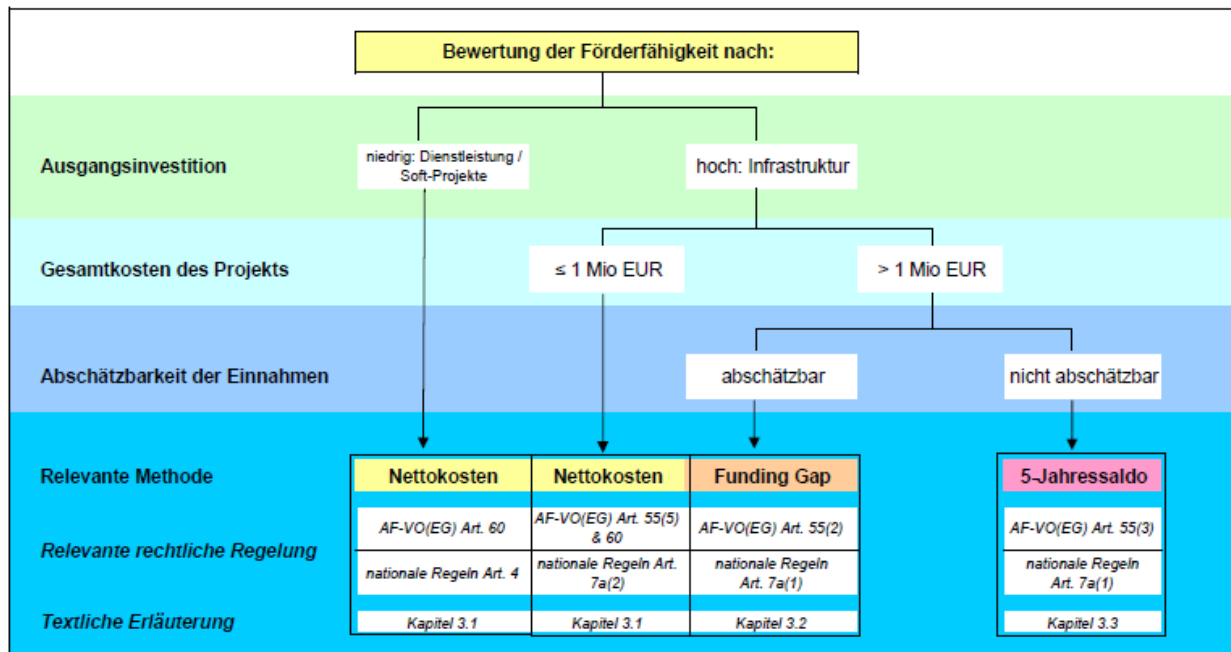 Bewertung der Förderfähigkeit nach:
Ausgangsinvestition
niedrig: Dienstleistung /
Soft-Projekte
hoch: Infrastruktur
Gesamtkosten des Projekts
≤ 1 Mio EUR
> 1 Mio EUR
Abschätzbarkeit der Einnahmen
abschätzbar
nicht abschätzbar
Relevante Methode
Nettokosten
Nettokosten
Funding Gap
5-Jahressaldo
Relevante rechtliche Regelung
AF-VO(EG) Art. 60
AF-VO(EG) Art. 55(5)
& 60
AF-VO(EG) Art. 55(2)
AF-VO(EG) Art. 55(3)
nationale Regeln Art. 4
nationale Regeln Art.
7a(2)
nationale Regeln
Art. 7a(1)
nationale Regeln
Art. 7a(1)
Textliche Erläuterung
Kapitel 3.1
Kapitel 3.1
Kapitel 3.2
Kapitel 3.3